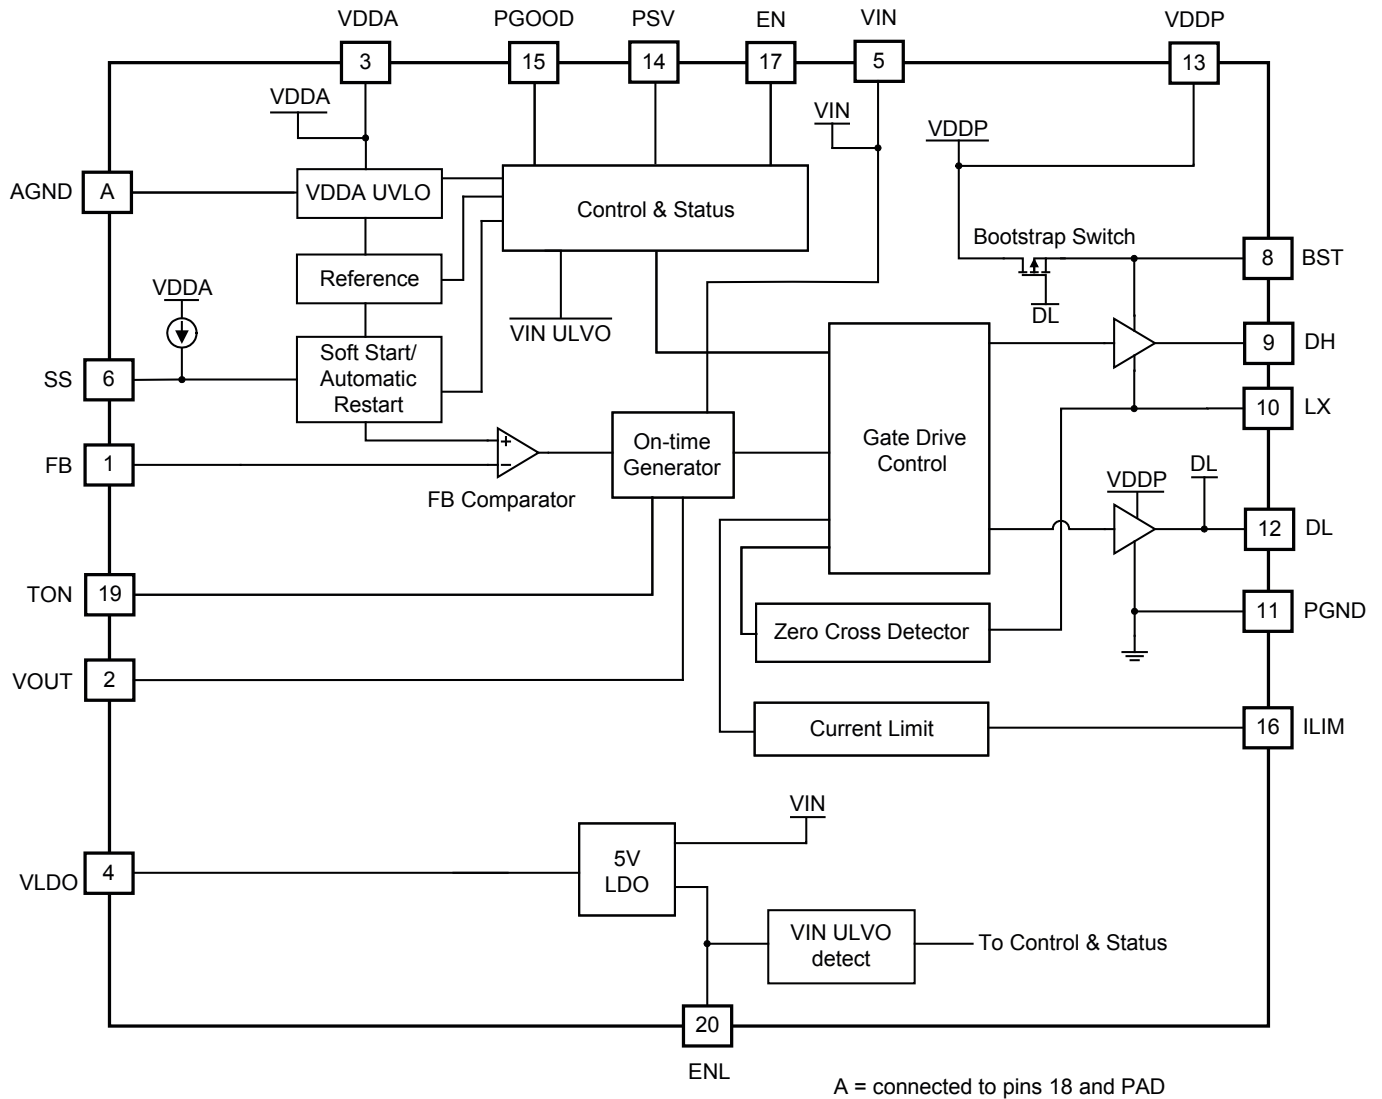 VDDA
PGOOD
PSV
EN
VIN
VDDP
3
15
14
17
5
13
VDDA
VIN
VDDP
AGND
A
VDDA UVLO
Control & Status
Bootstrap Switch
8
BST
Reference
VDDA
DL
VIN ULVO
9
DH
SS
6
Soft Start/
Automatic
Restart
10
LX
FB
1
+
−
FB Comparator
On-time
Generator
Gate Drive
Control
VDDP
DL
12
DL
TON
19
11
PGND
Zero Cross Detector
VOUT
2
Current Limit
16
ILIM
VIN
VLDO
4
5V
LDO
VIN ULVO
detect
To Control & Status
20
ENL
A = connected to pins 18 and PAD